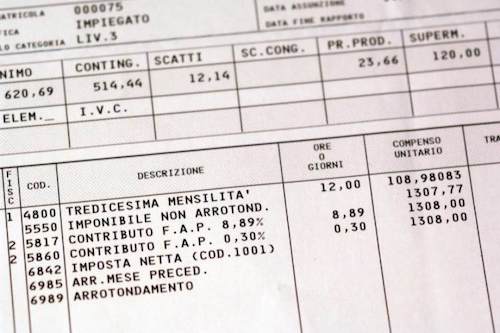 MATRICOLA 000075 DATA ASSUNZIONE
FICA IMPIEGATO DATA FINE RAPPORTO
LO CATEGORIA LIV.3
NIMO CONTING. SCATTI SC.CONG. PR.PROD. SUPERM.
620,69 514,44 12,14 23,66 120,00
ELEM._ I.V.C.
FISC COD. DESCRIZIONE ORE O GIORNI COMPENSO UNITARIO TRA
1 4800 TREDICESIMA MENSILITA' 12,00 108,98083
5550 IMPONIBILE NON ARROTOND. 1307,77
2 5817 CONTRIBUTO F.A.P. 8,89% 8,89 1308,00
2 5860 CONTRIBUTO F.A.P. 0,30% 0,30 1308,00
6842 IMPOSTA NETTA (COD.1001)
6985 ARR.MESE PRECED.
6989 ARROTONDAMENTO